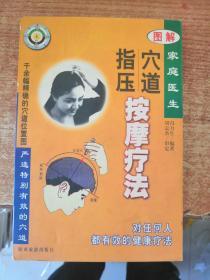 图解
家庭医生
穴道
指压
按摩疗法
千余幅精确的穴道位置图
严选特别有效的穴道
对任何人
都有效的健康疗法